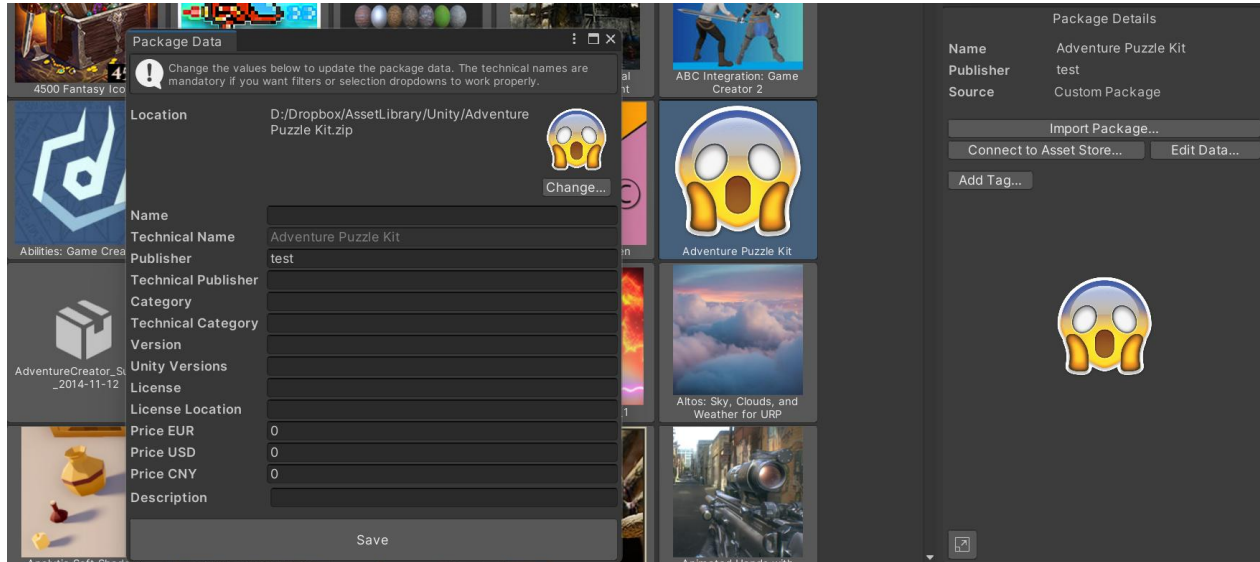 4500 Fantasy Ico
Package Data
Change the values below to update the package data. The technical names are
mandatory if you want filters or selection dropdowns to work properly.
Location
D:/Dropbox/AssetLibrary/Unity/Adventure
Puzzle Kit.zip
Change...
Name
Technical Name
Adventure Puzzle Kit
Publisher
test
Technical Publisher
Category
Technical Category
Version
Unity Versions
License
License Location
Price EUR
0
Price USD
0
Price CNY
0
Description
Save
Abilities: Game Crea
AdventureCreator_Su
_2014-11-12
ABC Integration: Game
Creator 2
Adventure Puzzle Kit
Altos: Sky, Clouds, and
Weather for URP
Package Details
Name
Adventure Puzzle Kit
Publisher
test
Source
Custom Package
Import Package...
Connect to Asset Store...
Edit Data...
Add Tag...